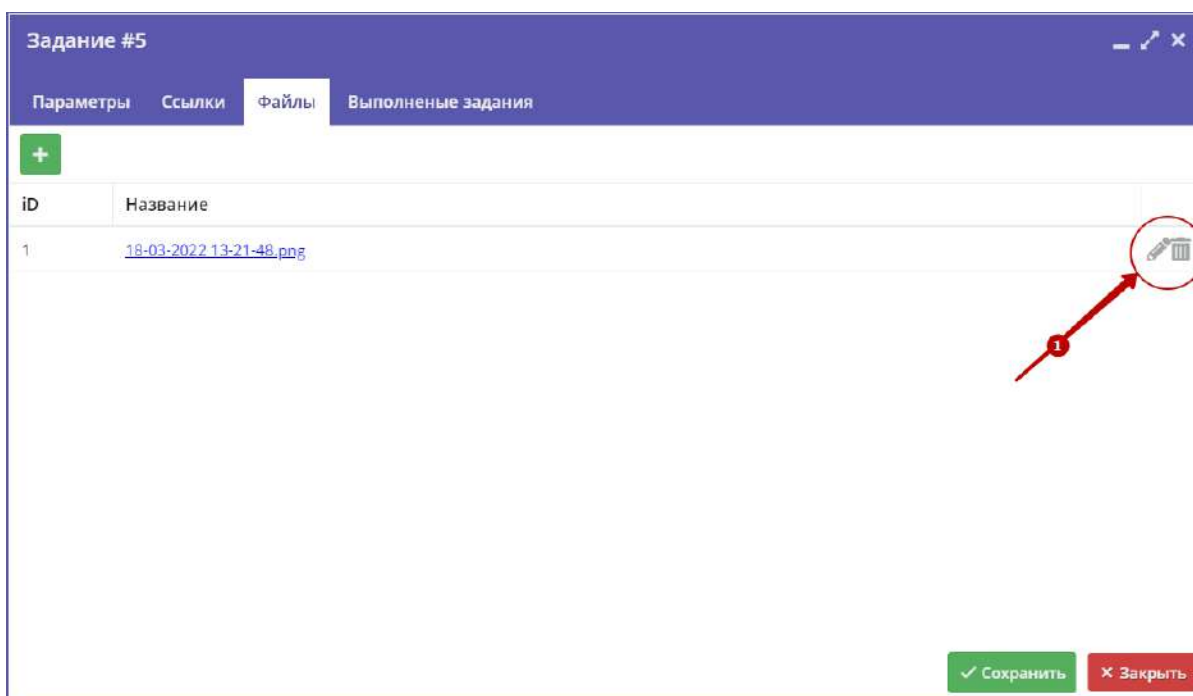 Задание #5
Параметры Ссылки Файлы Выполненые задания
iD Название
1 18-03-2022 13-21-48.png
1
Сохранить Закрыть